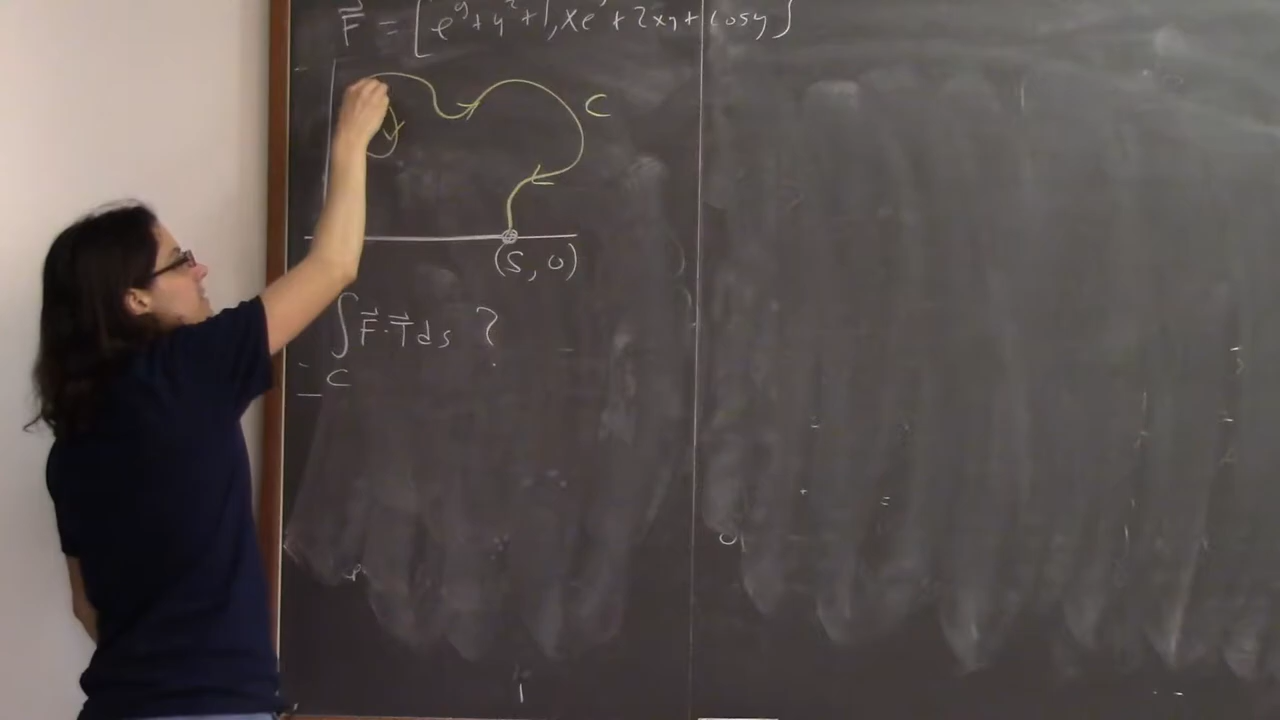 F⃗ = [e^y + y^2 + 1, xe^y + 2xy + cos y]
C
(5, 0)
∫_C F⃗ · T⃗ ds ?